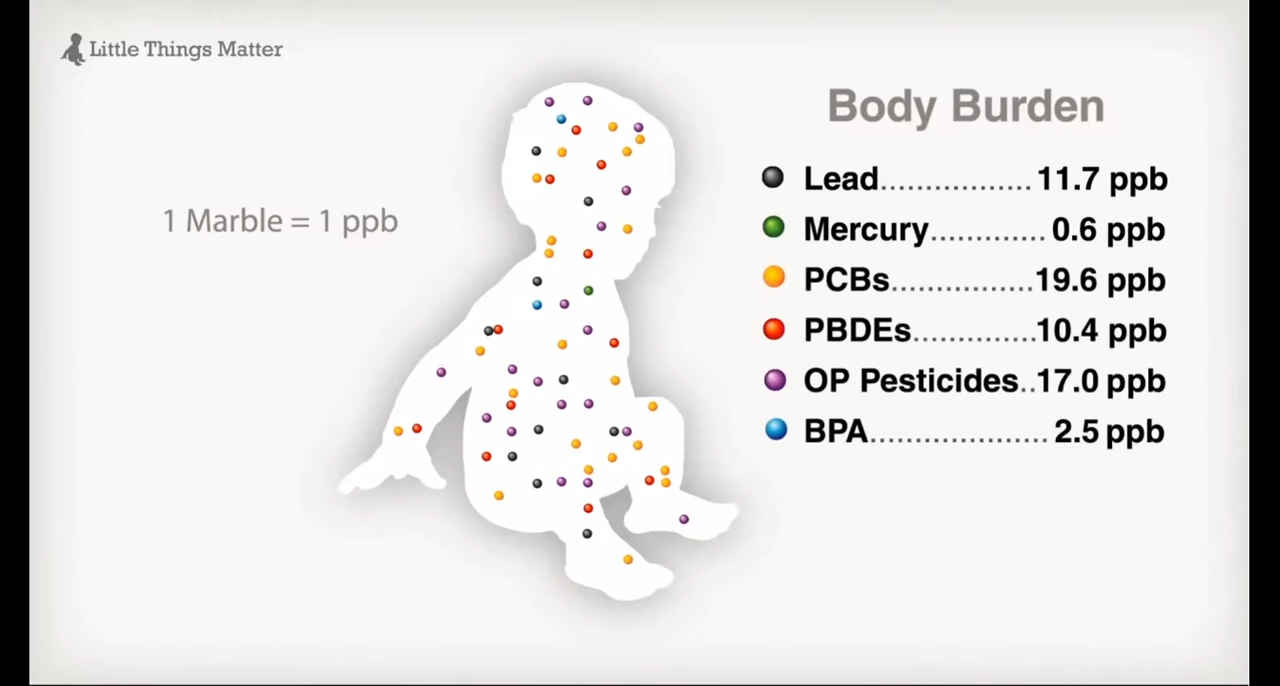 Little Things Matter
Body Burden
1 Marble = 1 ppb
Lead................. 11.7 ppb
Mercury............. 0.6 ppb
PCBs................19.6 ppb
PBDEs..............10.4 ppb
OP Pesticides..17.0 ppb
BPA.................... 2.5 ppb